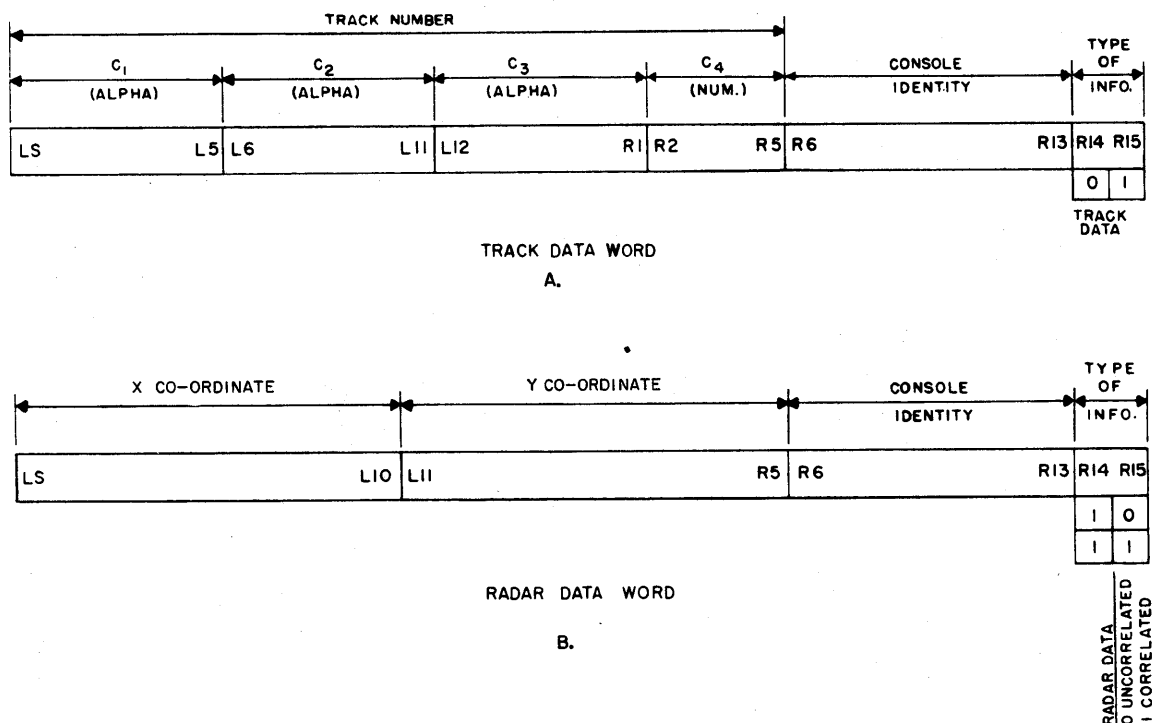 TRACK NUMBER
C1 C2 C3 C4 CONSOLE TYPE OF
(ALPHA) (ALPHA) (ALPHA) (NUM.) IDENTITY INFO.
LS L5 L6 L11 L12 R1 R2 R5 R6 R13 R14 R15
0 1
TRACK DATA
TRACK DATA WORD
A.
X CO-ORDINATE Y CO-ORDINATE CONSOLE IDENTITY TYPE OF INFO.
LS L10 L11 R5 R6 R13 R14 R15
1 0
1 1
RADAR DATA WORD
B.
RADAR DATA
0 UNCORRELATED
1 CORRELATED